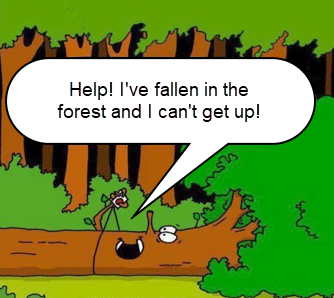 Help! I've fallen in the
forest and I can't get up!